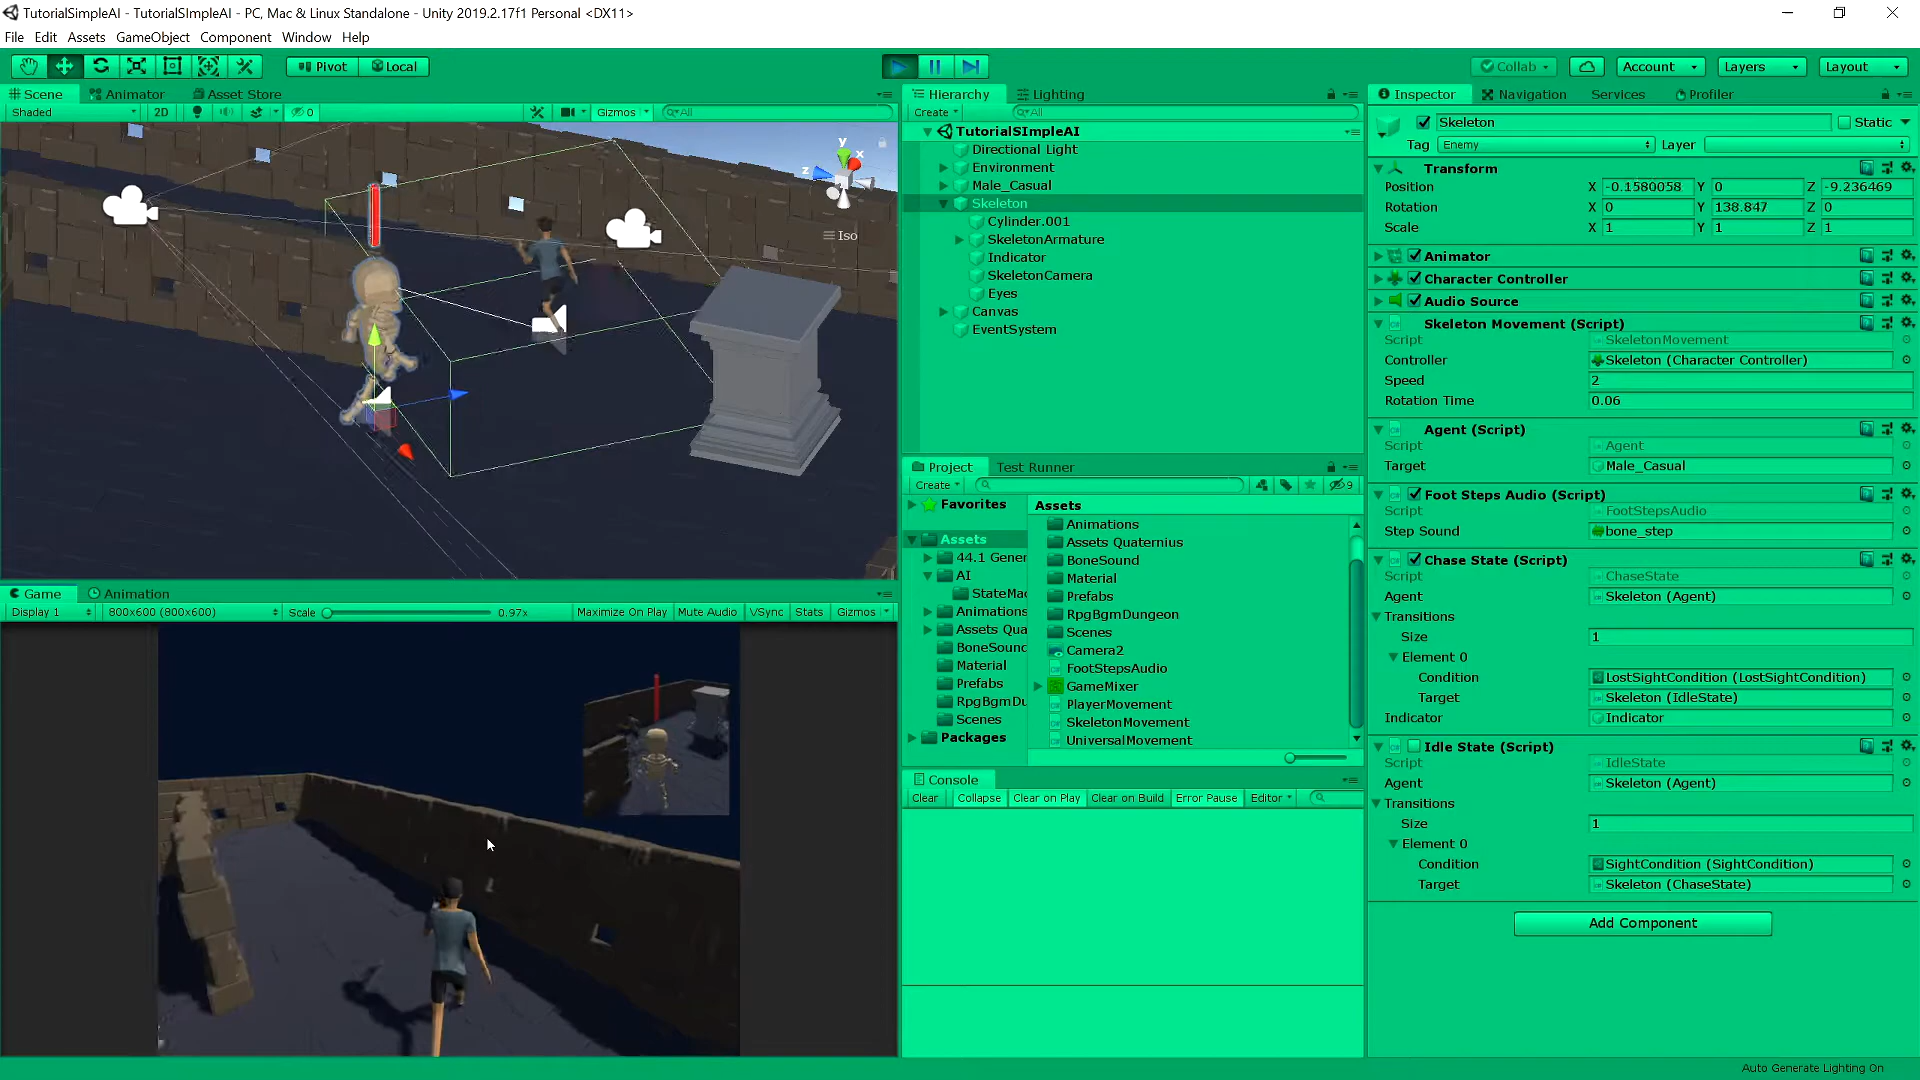 TutorialSimpleAI - TutorialSImpleAI - PC, Mac & Linux Standalone - Unity 2019.2.17f1 Personal <DX11>
File Edit Assets GameObject Component Window Help
Pivot Local Collab Account Layers Layout
Scene Animator Asset Store
Shaded 2D 0 Gizmos All
y
x
z
Iso
Game Animation
Display 1 800x600 (800x600) Scale 0.97x Maximize On Play Mute Audio VSync Stats Gizmos
Hierarchy Lighting
Create All
TutorialSImpleAI
Directional Light
Environment
Male_Casual
Skeleton
Cylinder.001
SkeletonArmature
Indicator
SkeletonCamera
Eyes
Canvas
EventSystem
Project Test Runner
Create 9
Favorites
Assets
44.1 Gener
AI
StateMac
Animations
Assets Qua
BoneSound
Material
Prefabs
RpgBgmDu
Scenes
Packages
Assets
Animations
Assets Quaternius
BoneSound
Material
Prefabs
RpgBgmDungeon
Scenes
Camera2
FootStepsAudio
GameMixer
PlayerMovement
SkeletonMovement
UniversalMovement
Console
Clear Collapse Clear on Play Clear on Build Error Pause Editor
Inspector Navigation Services Profiler
Skeleton Static
Tag Enemy Layer
Transform
Position X -0.1580058 Y 0 Z -9.236469
Rotation X 0 Y 138.847 Z 0
Scale X 1 Y 1 Z 1
Animator
Character Controller
Audio Source
Skeleton Movement (Script)
Script SkeletonMovement
Controller Skeleton (Character Controller)
Speed 2
Rotation Time 0.06
Agent (Script)
Script Agent
Target Male_Casual
Foot Steps Audio (Script)
Script FootStepsAudio
Step Sound bone_step
Chase State (Script)
Script ChaseState
Agent Skeleton (Agent)
Transitions
Size 1
Element 0
Condition LostSightCondition (LostSightCondition)
Target Skeleton (IdleState)
Indicator Indicator
Idle State (Script)
Script IdleState
Agent Skeleton (Agent)
Transitions
Size 1
Element 0
Condition SightCondition (SightCondition)
Target Skeleton (ChaseState)
Add Component
Auto Generate Lighting On